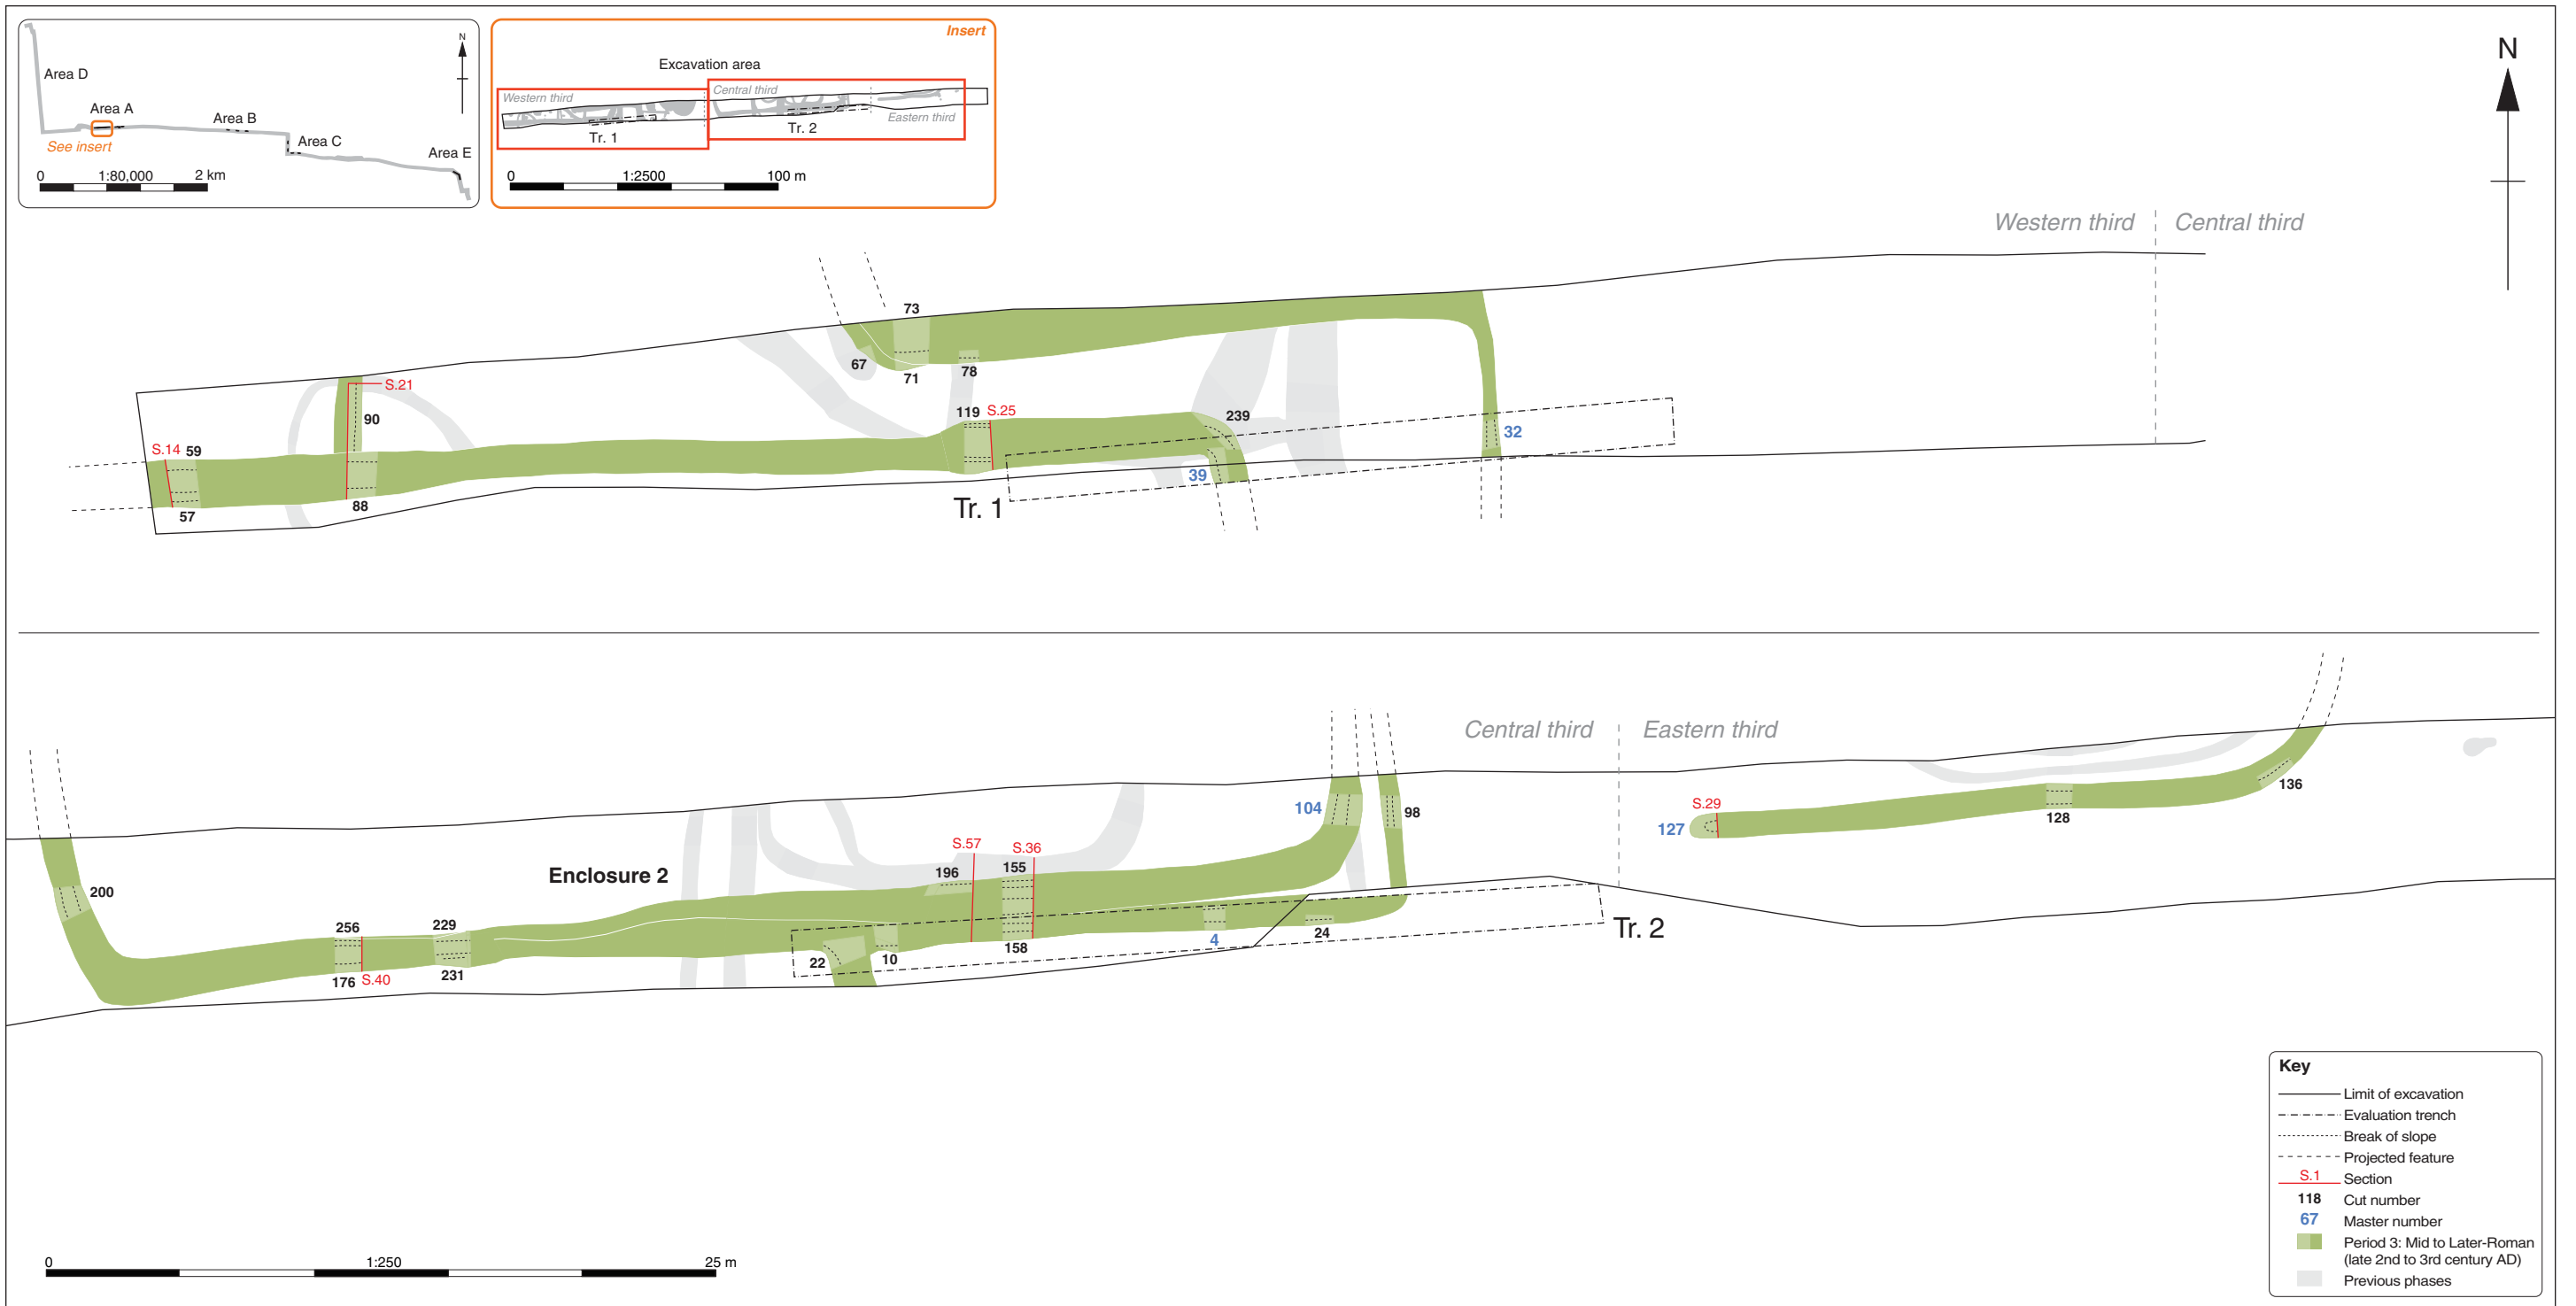 N
Area D
Area A
Area B
Area C
Area E
See insert
0 1:80,000 2 km
Insert
Excavation area
Western third
Central third
Eastern third
Tr. 1
Tr. 2
0 1:2500 100 m
N
Western third Central third
73
67
71
78
S.21
90
119 S.25
239
32
S.14 59
39
57
88
Tr. 1
Central third Eastern third
104
98
136
S.29
127
128
S.57
S.36
Enclosure 2
196
155
200
256
229
Tr. 2
24
4
22
10
158
176 S.40
231
0 1:250 25 m
Key
Limit of excavation
Evaluation trench
Break of slope
Projected feature
S.1 Section
118 Cut number
67 Master number
Period 3: Mid to Later-Roman
(late 2nd to 3rd century AD)
Previous phases